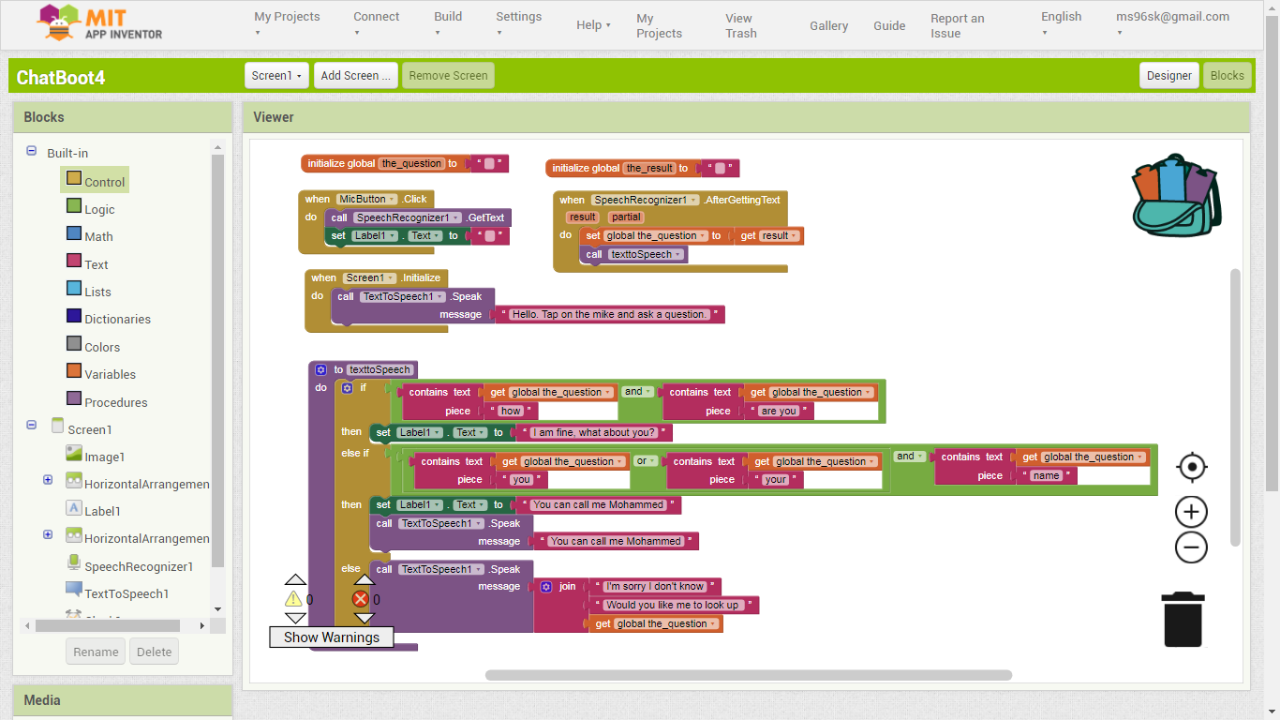 MIT
APP INVENTOR
My Projects
Connect
Build
Settings
Help
My Projects
View Trash
Gallery
Guide
Report an Issue
English
ms96sk@gmail.com
ChatBoot4
Screen1
Add Screen ...
Remove Screen
Designer
Blocks
Blocks
Viewer
Built-in
Control
Logic
Math
Text
Lists
Dictionaries
Colors
Variables
Procedures
Screen1
Image1
HorizontalArrangemen
Label1
HorizontalArrangemen
SpeechRecognizer1
TextToSpeech1
Rename
Delete
Media
initialize global the_question to " "
initialize global the_result to " "
when MicButton .Click
do call SpeechRecognizer1 .GetText
set Label1 . Text to " "
when SpeechRecognizer1 .AfterGettingText
result partial
do set global the_question to get result
call texttoSpeech
when Screen1 .Initialize
do call TextToSpeech1 .Speak
message " Hello. Tap on the mike and ask a question. "
to texttoSpeech
do if contains text get global the_question and contains text get global the_question
piece " how " piece " are you "
then set Label1 . Text to " I am fine, what about you? "
else if contains text get global the_question or contains text get global the_question and contains text get global the_question
piece " you " piece " your " piece " name "
then set Label1 . Text to " You can call me Mohammed "
call TextToSpeech1 .Speak
message " You can call me Mohammed "
else call TextToSpeech1 .Speak
message join " I'm sorry I don't know "
" Would you like me to look up "
get global the_question
0 0
Show Warnings